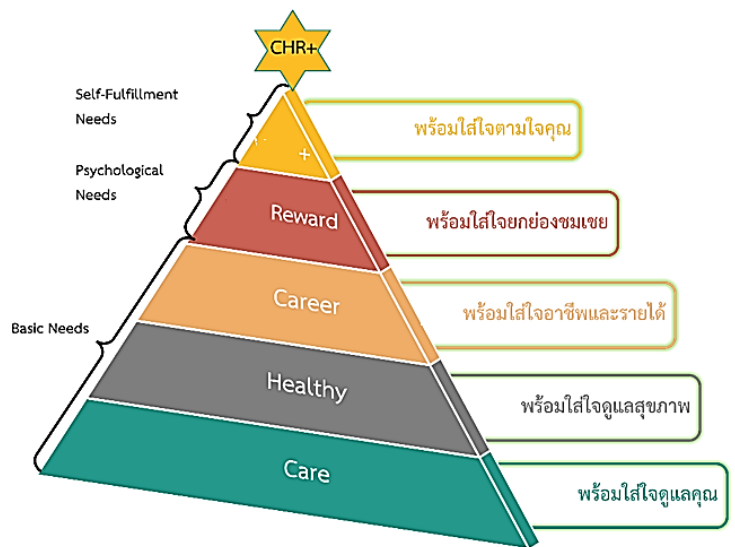 CHR+
Self-Fulfillment
Needs
พร้อมใส่ใจตามใจคุณ
+
Psychological
Needs
Reward
พร้อมใส่ใจยกย่องชมเชย
Career
พร้อมใส่ใจอาชีพและรายได้
Basic Needs
Healthy
พร้อมใส่ใจดูแลสุขภาพ
Care
พร้อมใส่ใจดูแลคุณ